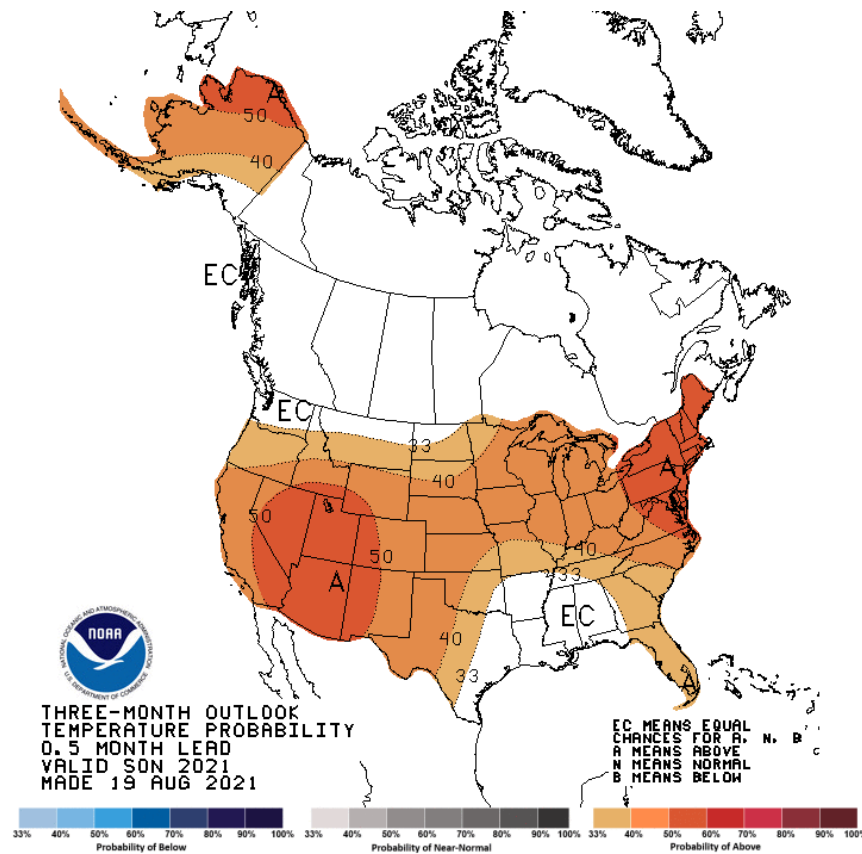 A
50
40
EC
EC
33
40
A
50
50
40
A
33
EC
40
33
A
NATIONAL OCEANIC AND ATMOSPHERIC ADMINISTRATION
NOAA
U.S. DEPARTMENT OF COMMERCE
THREE-MONTH OUTLOOK
TEMPERATURE PROBABILITY
0.5 MONTH LEAD
VALID SON 2021
MADE 19 AUG 2021
EC MEANS EQUAL
CHANCES FOR A, N, B
A MEANS ABOVE
N MEANS NORMAL
B MEANS BELOW
33% 40% 50% 60% 70% 80% 90% 100%
Probability of Below
33% 40% 50% 60% 70% 80% 90% 100%
Probability of Near-Normal
33% 40% 50% 60% 70% 80% 90% 100%
Probability of Above